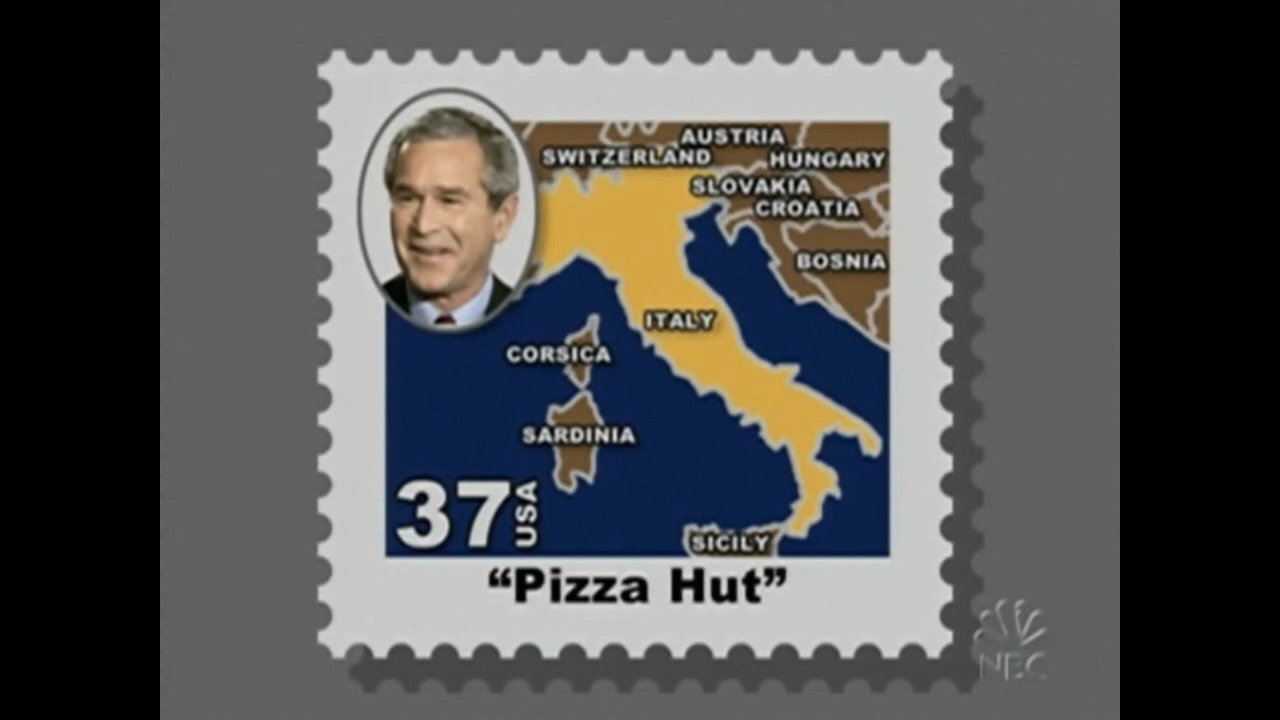 AUSTRIA
SWITZERLAND
HUNGARY
SLOVAKIA
CROATIA
BOSNIA
ITALY
CORSICA
SARDINIA
37 USA
SICILY
“Pizza Hut”
NBC